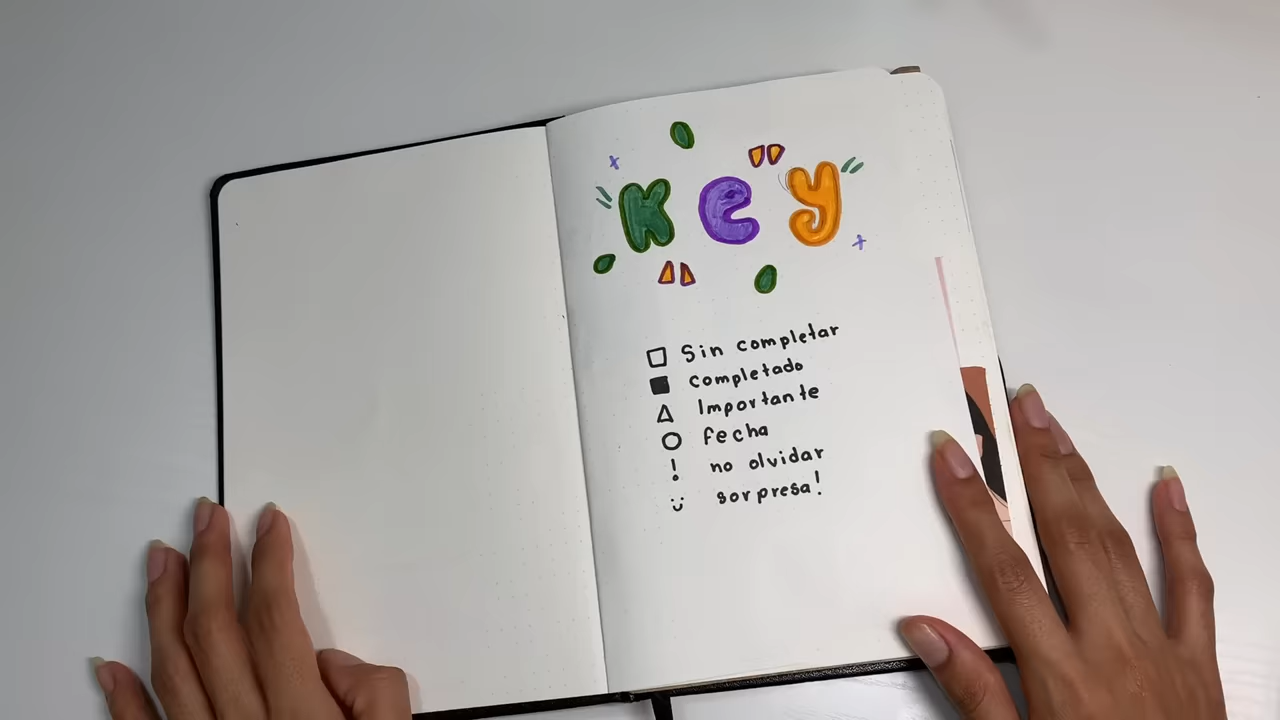 Key
□ Sin completar
■ completado
△ Importante
○ fecha
! no olvidar
ü sorpresa!